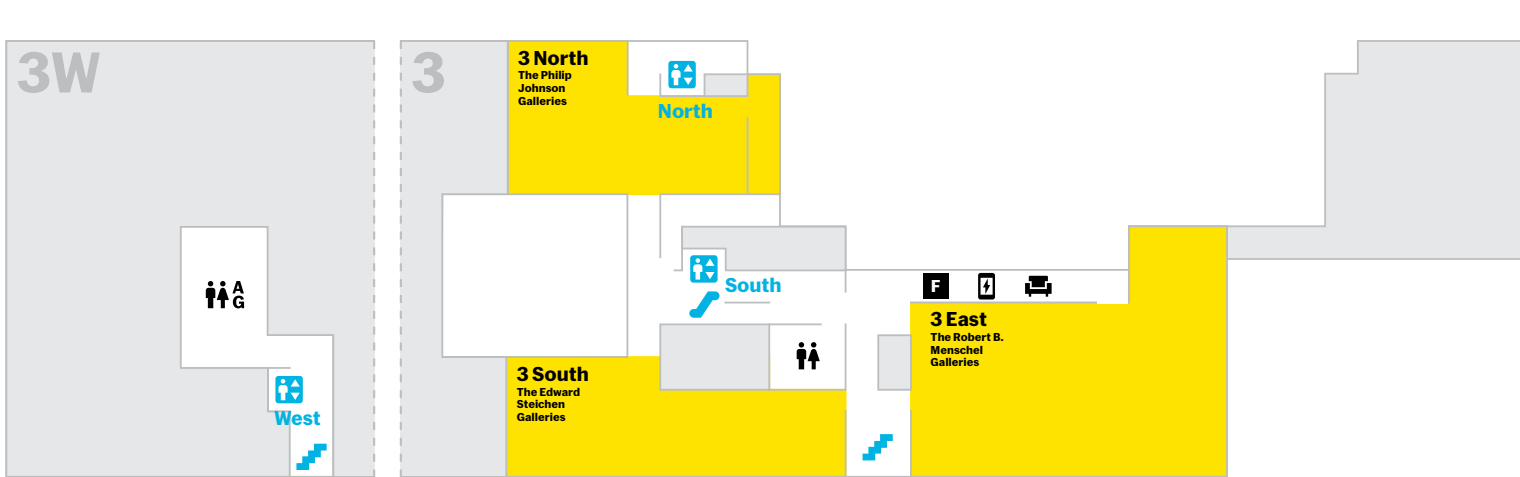 3W
A
G
West
3
3 North
The Philip
Johnson
Galleries
North
South
F
3 East
The Robert B.
Menschel
Galleries
3 South
The Edward
Steichen
Galleries